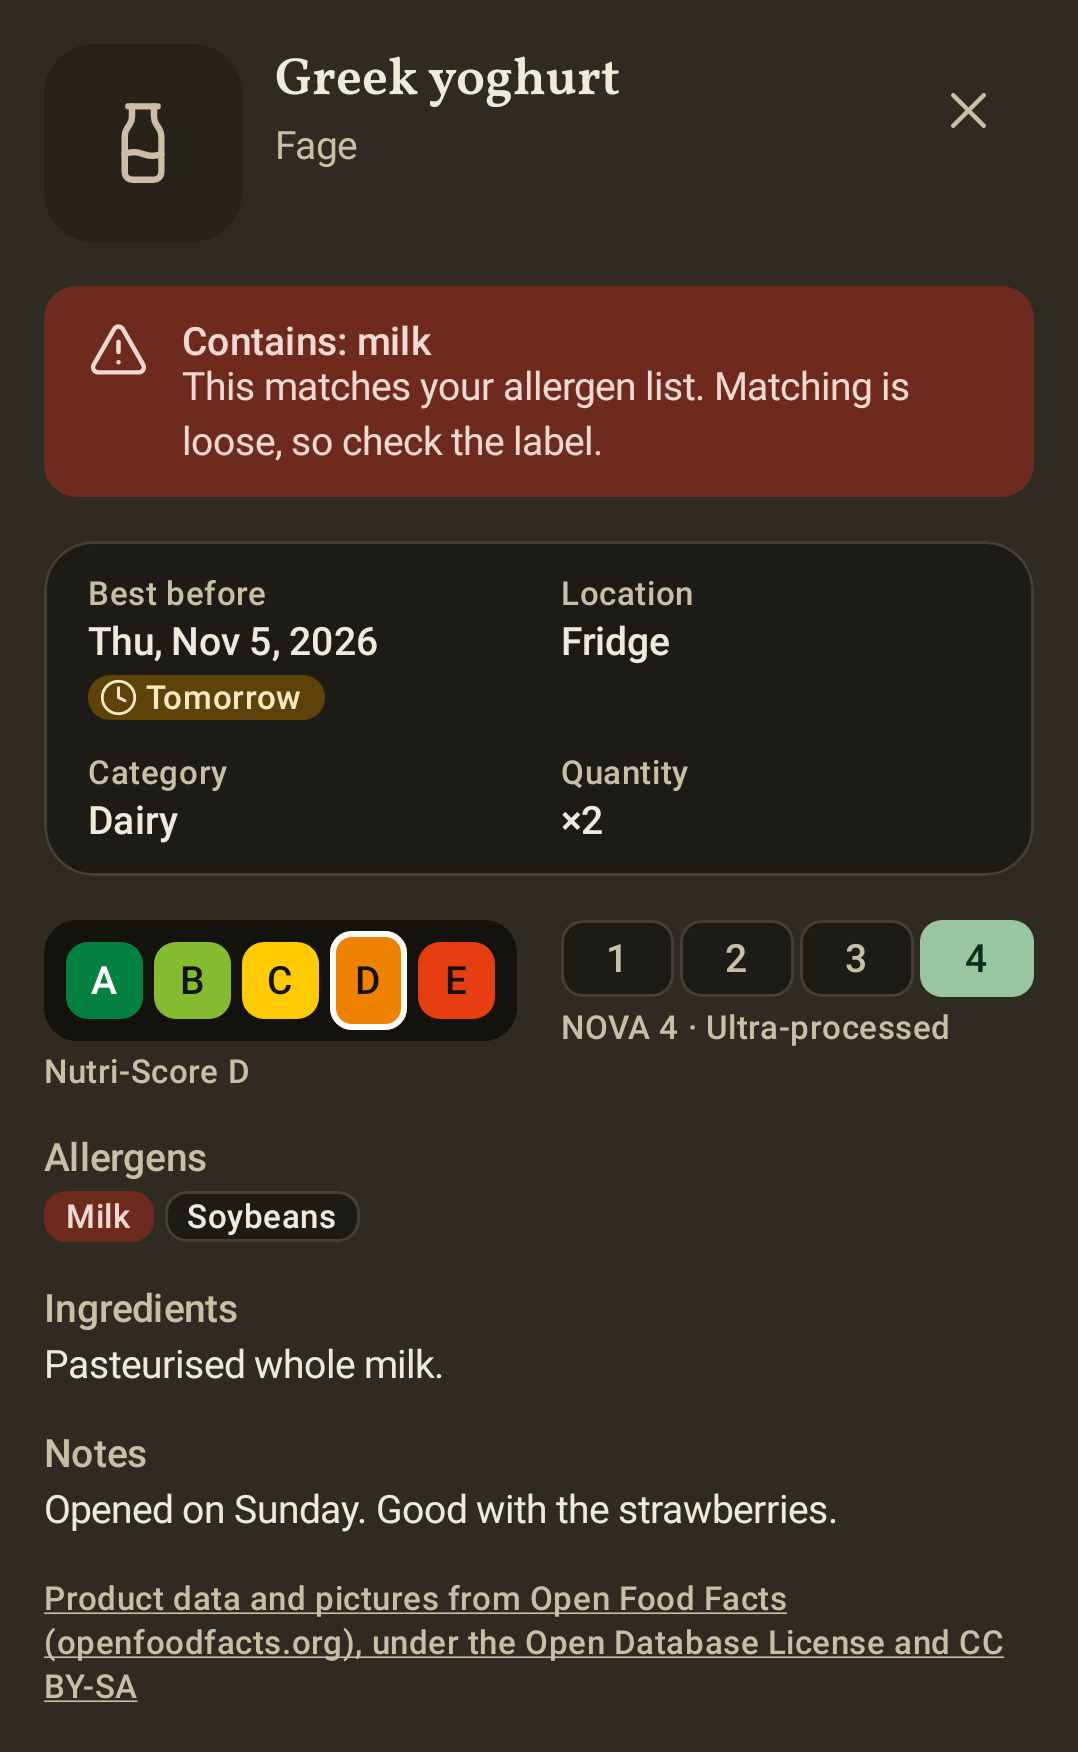 Greek yoghurt
Fage
Contains: milk
This matches your allergen list. Matching is
loose, so check the label.
Best before
Thu, Nov 5, 2026
Tomorrow
Location
Fridge
Category
Dairy
Quantity
×2
A B C D E
Nutri-Score D
1 2 3 4
NOVA 4 · Ultra-processed
Allergens
Milk
Soybeans
Ingredients
Pasteurised whole milk.
Notes
Opened on Sunday. Good with the strawberries.
Product data and pictures from Open Food Facts
(openfoodfacts.org), under the Open Database License and CC
BY-SA